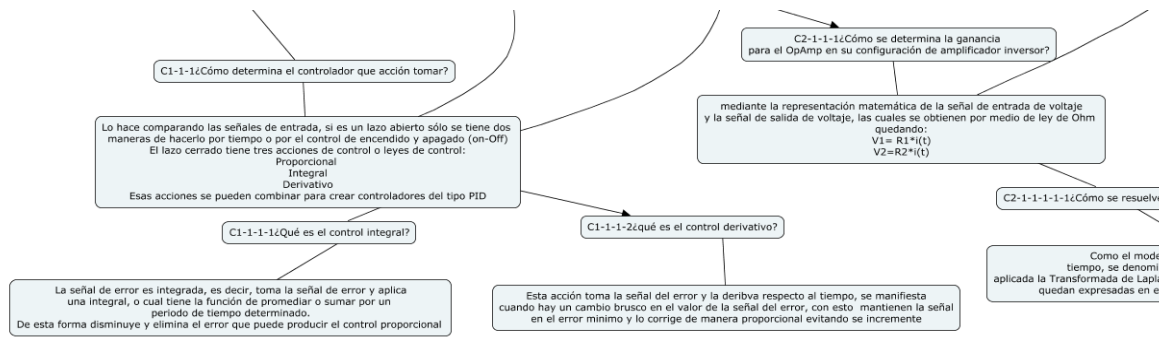 C1-1-1¿Cómo determina el controlador que acción tomar?
Lo hace comparando las señales de entrada, si es un lazo abierto sólo se tiene dos
maneras de hacerlo por tiempo o por el control de encendido y apagado (on-Off)
El lazo cerrado tiene tres acciones de control o leyes de control:
Proporcional
Integral
Derivativo
Esas acciones se pueden combinar para crear controladores del tipo PID
C1-1-1-1¿Qué es el control integral?
La señal de error es integrada, es decir, toma la señal de error y aplica
una integral, o cual tiene la función de promediar o sumar por un
periodo de tiempo determinado.
De esta forma disminuye y elimina el error que puede producir el control proporcional
C1-1-1-2¿qué es el control derivativo?
Esta acción toma la señal del error y la deribva respecto al tiempo, se manifiesta
cuando hay un cambio brusco en el valor de la señal del error, con esto mantienen la señal
en el error minimo y lo corrige de manera proporcional evitando se incremente
C2-1-1-1¿Cómo se determina la ganancia
para el OpAmp en su configuración de amplificador inversor?
mediante la representación matemática de la señal de entrada de voltaje
y la señal de salida de voltaje, las cuales se obtienen por medio de ley de Ohm
quedando:
V1= R1*i(t)
V2=R2*i(t)
C2-1-1-1-1-1¿Cómo se resuelv
Como el mode
tiempo, se denomi
aplicada la Transformada de Lapla
quedan expresadas en e